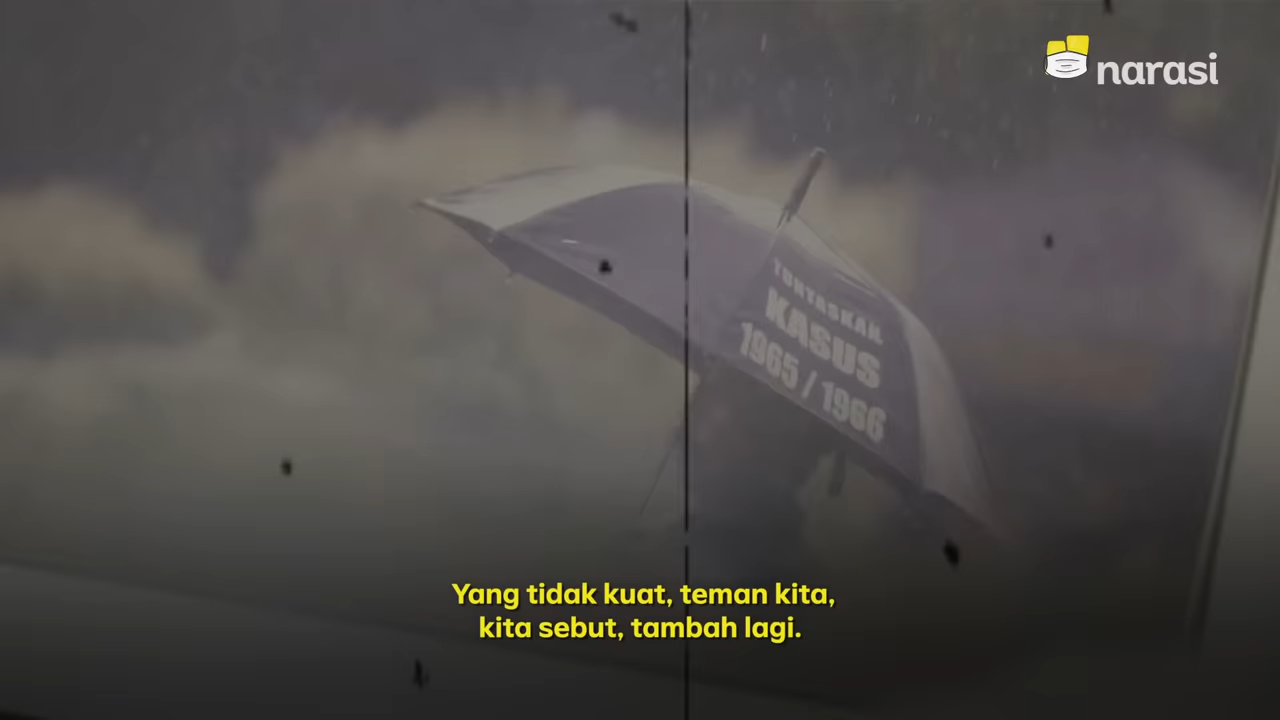 narasi
TUNTASKAN
KASUS
1965 / 1966
Yang tidak kuat, teman kita,
kita sebut, tambah lagi.